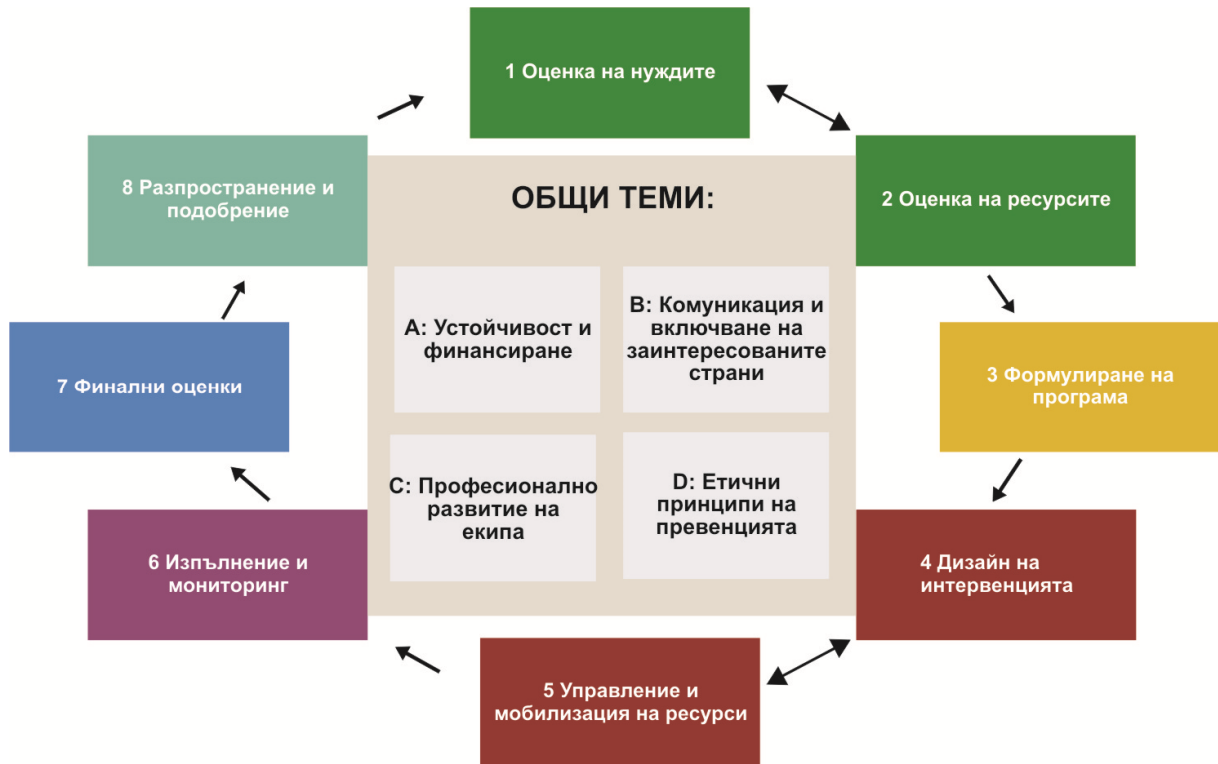 1 Оценка на нуждите
8 Разпространение и
подобрение
ОБЩИ ТЕМИ:
2 Оценка на ресурсите
A: Устойчивост и
финансиране
B: Комуникация и
включване на
заинтересованите
страни
7 Финални оценки
3 Формулиране на
програма
C: Професионално
развитие на
екипа
D: Етични
принципи на
превенцията
6 Изпълнение и
мониторинг
4 Дизайн на
интервенцията
5 Управление и
мобилизация на ресурси